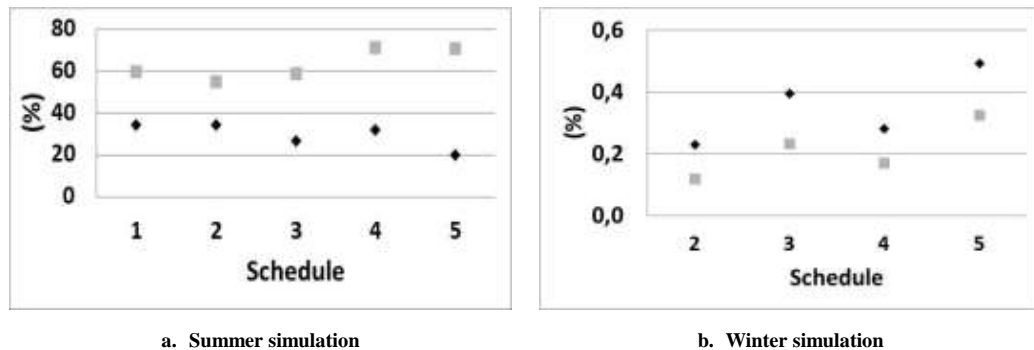 80
60
40
20
0
(%)
1 2 3 4 5
Schedule
0,6
0,4
0,2
0,0
(%)
2 3 4 5
Schedule
a. Summer simulation
b. Winter simulation